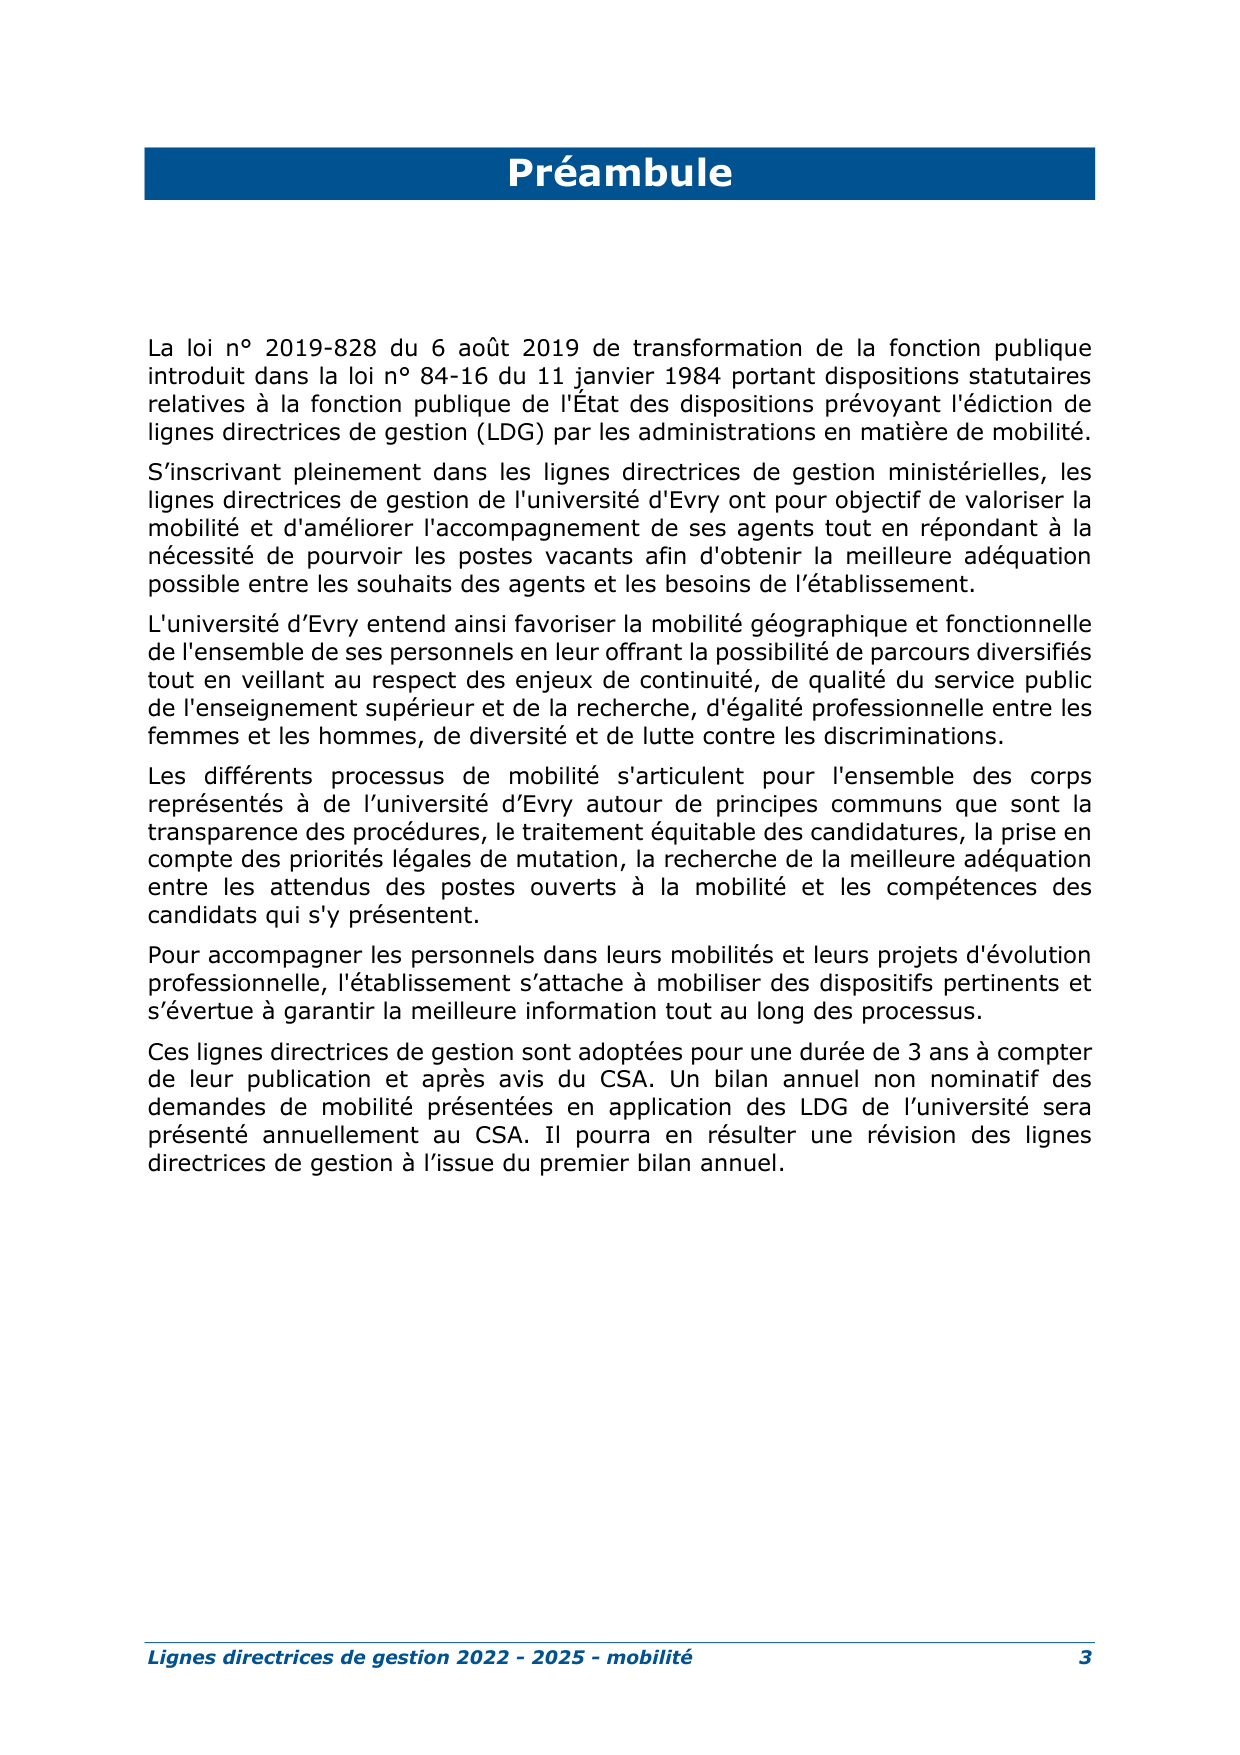 Préambule
La loi n° 2019-828 du 6 août 2019 de transformation de la fonction publique
introduit dans la loi n° 84-16 du 11 janvier 1984 portant dispositions statutaires
relatives à la fonction publique de l'État des dispositions prévoyant l'édiction de
lignes directrices de gestion (LDG) par les administrations en matière de mobilité.
S’inscrivant pleinement dans les lignes directrices de gestion ministérielles, les
lignes directrices de gestion de l'université d'Evry ont pour objectif de valoriser la
mobilité et d'améliorer l'accompagnement de ses agents tout en répondant à la
nécessité de pourvoir les postes vacants afin d'obtenir la meilleure adéquation
possible entre les souhaits des agents et les besoins de l’établissement.
L'université d’Evry entend ainsi favoriser la mobilité géographique et fonctionnelle
de l'ensemble de ses personnels en leur offrant la possibilité de parcours diversifiés
tout en veillant au respect des enjeux de continuité, de qualité du service public
de l'enseignement supérieur et de la recherche, d'égalité professionnelle entre les
femmes et les hommes, de diversité et de lutte contre les discriminations.
Les différents processus de mobilité s'articulent pour l'ensemble des corps
représentés à de l’université d’Evry autour de principes communs que sont la
transparence des procédures, le traitement équitable des candidatures, la prise en
compte des priorités légales de mutation, la recherche de la meilleure adéquation
entre les attendus des postes ouverts à la mobilité et les compétences des
candidats qui s'y présentent.
Pour accompagner les personnels dans leurs mobilités et leurs projets d'évolution
professionnelle, l'établissement s’attache à mobiliser des dispositifs pertinents et
s’évertue à garantir la meilleure information tout au long des processus.
Ces lignes directrices de gestion sont adoptées pour une durée de 3 ans à compter
de leur publication et après avis du CSA. Un bilan annuel non nominatif des
demandes de mobilité présentées en application des LDG de l’université sera
présenté annuellement au CSA. Il pourra en résulter une révision des lignes
directrices de gestion à l’issue du premier bilan annuel.
Lignes directrices de gestion 2022 - 2025 - mobilité 3